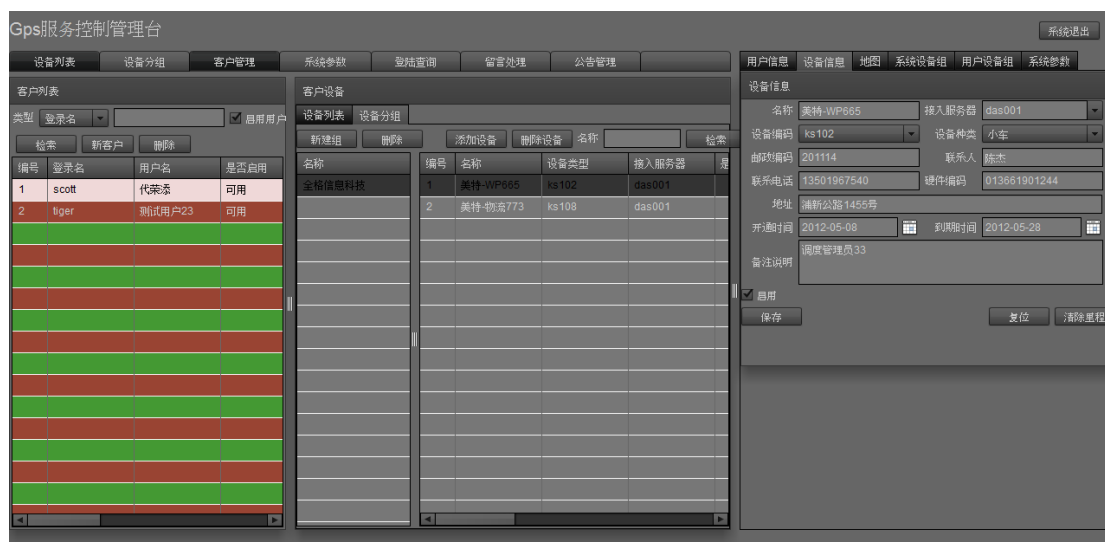 Gps服务控制管理台
系统退出
设备列表 设备分组 客户管理 系统参数 登陆查询 留言处理 公告管理
用户信息 设备信息 地图 系统设备组 用户设备组 系统参数
客户列表
类型 登录名 启用用户
检索 新客户 删除
编号 登录名 用户名 是否启用
1 scott 代荣添 可用
2 tiger 测试用户23 可用
客户设备
设备列表 设备分组
新建组 删除 添加设备 删除设备 名称 检索
名称
全格信息科技
编号 名称 设备类型 接入服务器 是
1 美特-WP665 ks102 das001
2 美特-物流773 ks108 das001
设备信息
名称 美特-WP665 接入服务器 das001
设备编码 ks102 设备种类 小车
邮政编码 201114 联系人 陈杰
联系电话 13501967540 硬件编码 013661901244
地址 浦新公路1455号
开通时间 2012-05-08 到期时间 2012-05-28
备注说明 调度管理员33
启用
保存 复位 清除里程